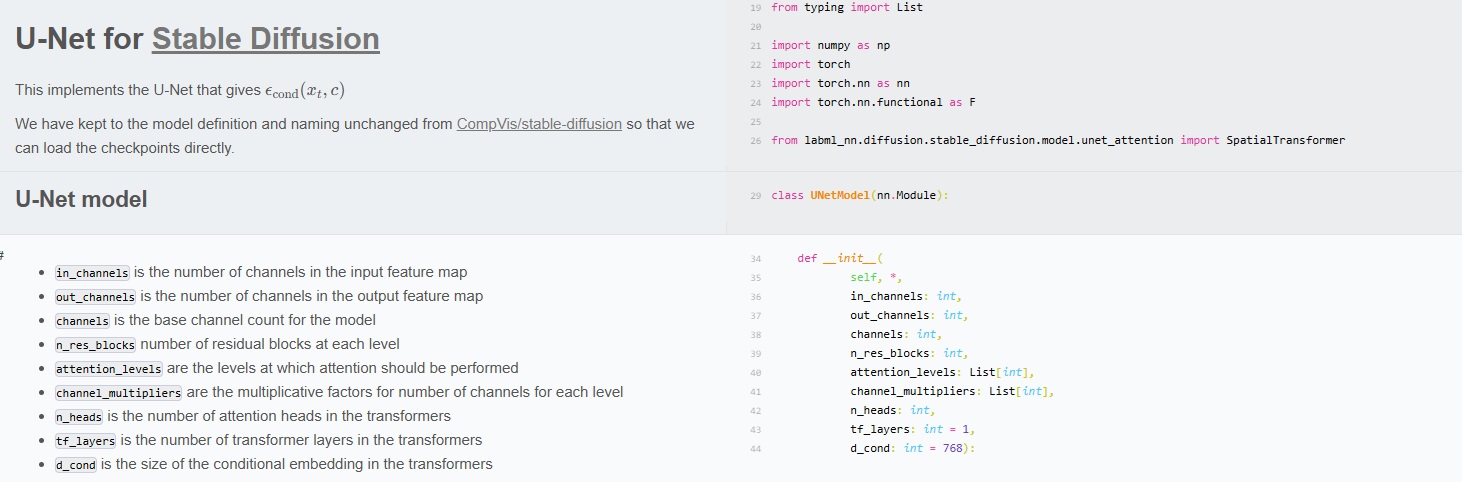 U-Net for Stable Diffusion
This implements the U-Net that gives ϵcond(xt, c)
We have kept to the model definition and naming unchanged from CompVis/stable-diffusion so that we
can load the checkpoints directly.
19 from typing import List
20
21 import numpy as np
22 import torch
23 import torch.nn as nn
24 import torch.nn.functional as F
25
26 from labml_nn.diffusion.stable_diffusion.model.unet_attention import SpatialTransformer
U-Net model
29 class UNetModel(nn.Module):
#
• in_channels is the number of channels in the input feature map
• out_channels is the number of channels in the output feature map
• channels is the base channel count for the model
• n_res_blocks number of residual blocks at each level
• attention_levels are the levels at which attention should be performed
• channel_multipliers are the multiplicative factors for number of channels for each level
• n_heads is the number of attention heads in the transformers
• tf_layers is the number of transformer layers in the transformers
• d_cond is the size of the conditional embedding in the transformers
34 def __init__(
35 self, *,
36 in_channels: int,
37 out_channels: int,
38 channels: int,
39 n_res_blocks: int,
40 attention_levels: List[int],
41 channel_multipliers: List[int],
42 n_heads: int,
43 tf_layers: int = 1,
44 d_cond: int = 768):